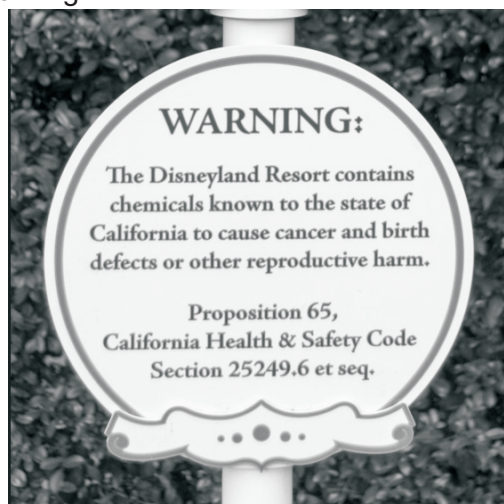 WARNING:
The Disneyland Resort contains
chemicals known to the state of
California to cause cancer and birth
defects or other reproductive harm.
Proposition 65,
California Health & Safety Code
Section 25249.6 et seq.